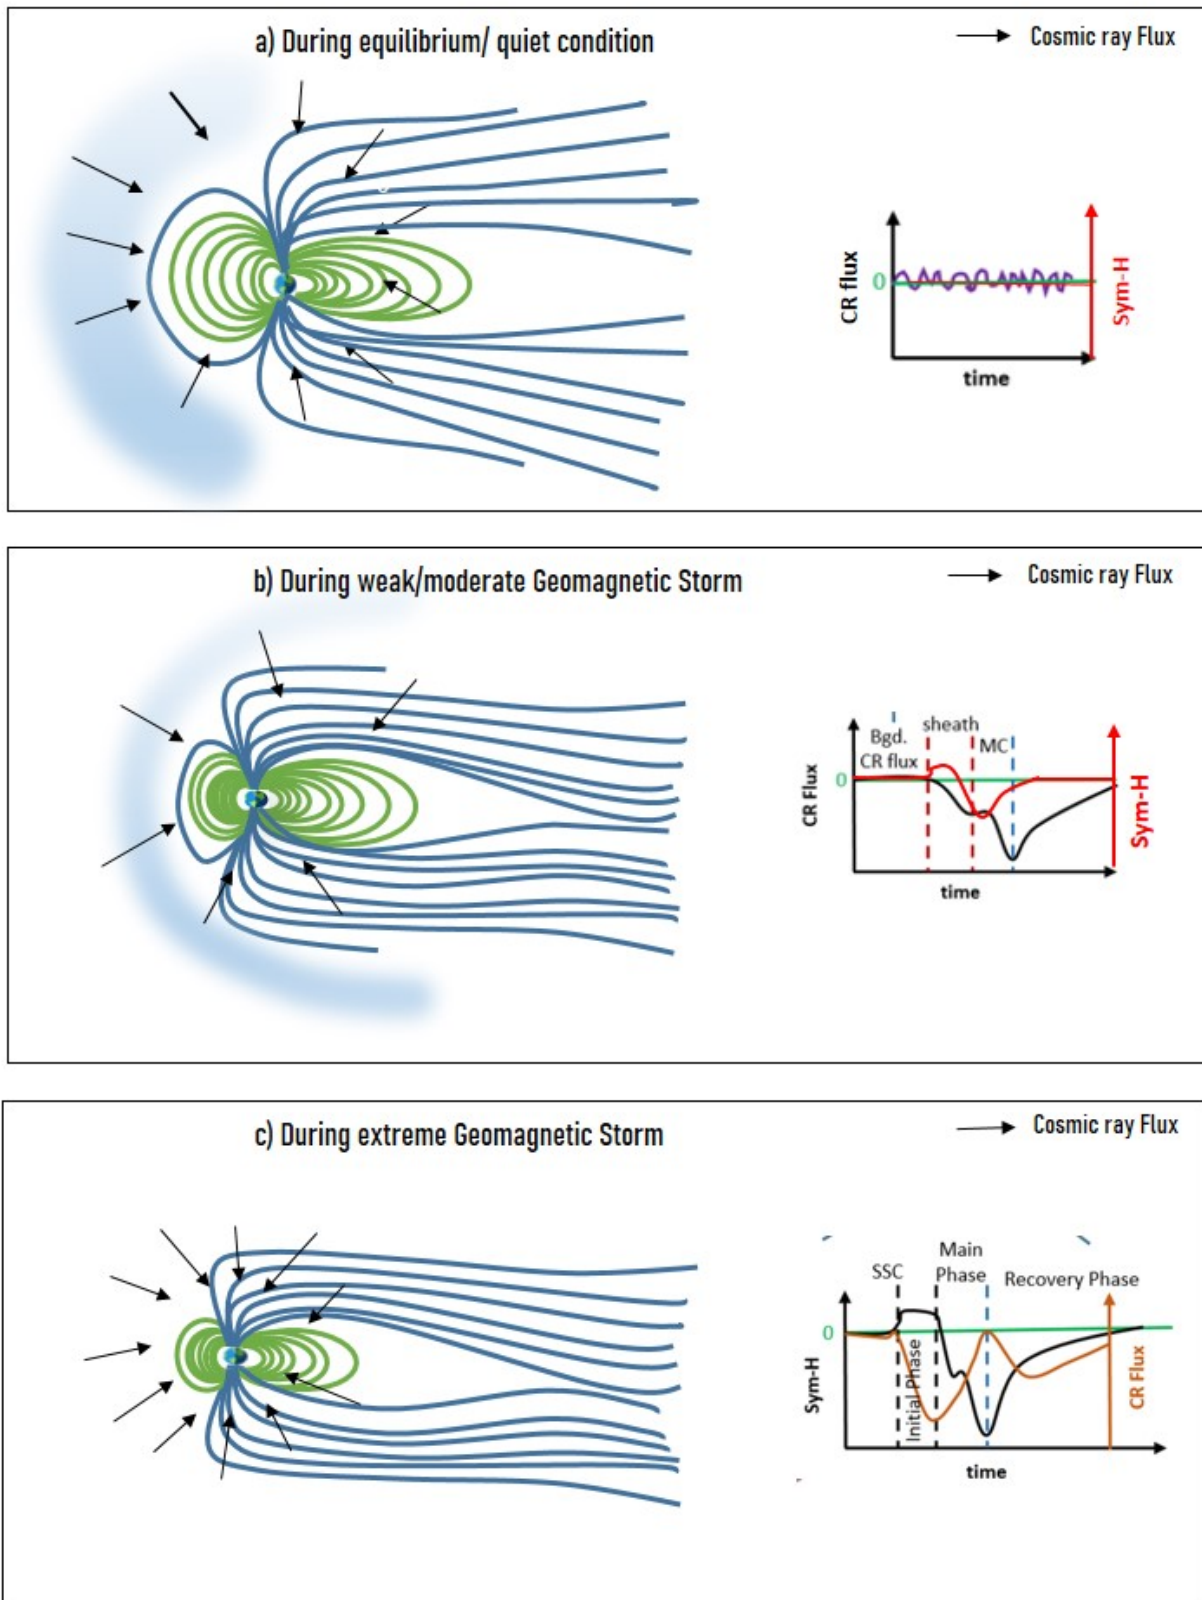 a) During equilibrium/ quiet condition
Cosmic ray Flux
CR flux
0
Sym-H
time
b) During weak/moderate Geomagnetic Storm
Cosmic ray Flux
sheath
Bgd.
MC
CR flux
0
CR Flux
Sym-H
time
c) During extreme Geomagnetic Storm
Cosmic ray Flux
Main
SSC
Phase
Recovery Phase
0
Sym-H
Initial Phase
CR Flux
time